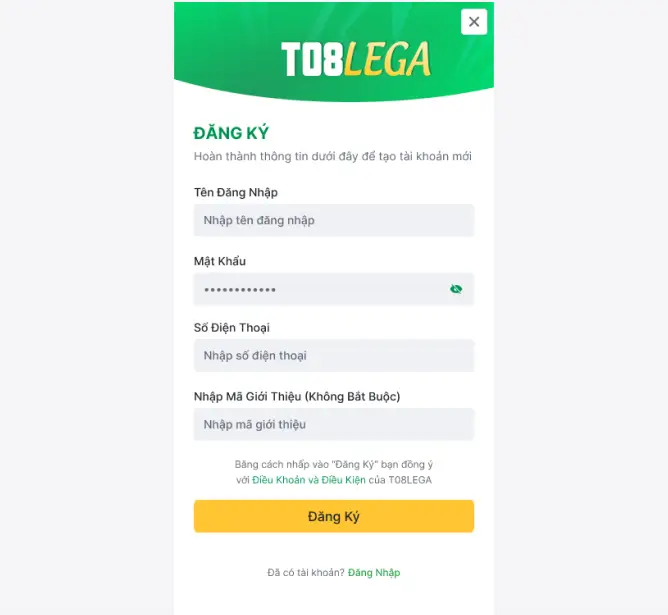 T08LEGA
ĐĂNG KÝ
Hoàn thành thông tin dưới đây để tạo tài khoản mới
Tên Đăng Nhập
Nhập tên đăng nhập
Mật Khẩu
••••••••••••
Số Điện Thoại
Nhập số điện thoại
Nhập Mã Giới Thiệu (Không Bắt Buộc)
Nhập mã giới thiệu
Bằng cách nhấp vào "Đăng Ký" bạn đồng ý
với Điều Khoản và Điều Kiện của T08LEGA
Đăng Ký
Đã có tài khoản? Đăng Nhập